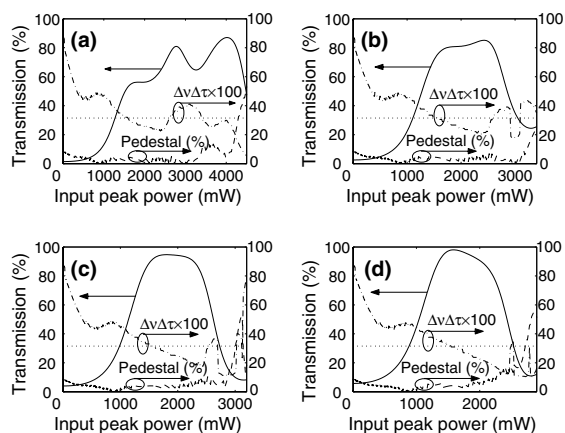 100 100
80 80
60 60
40 40
20 20
0 0
Transmission (%)
(a)
ΔνΔτ×100
Pedestal (%)
0 1000 2000 3000 4000
Input peak power (mW)
100 100
80 80
60 60
40 40
20 20
0 0
Transmission (%)
(b)
ΔνΔτ×100
Pedestal (%)
0 1000 2000 3000
Input peak power (mW)
100 100
80 80
60 60
40 40
20 20
0 0
Transmission (%)
(c)
ΔνΔτ×100
Pedestal (%)
0 1000 2000 3000
Input peak power (mW)
100 100
80 80
60 60
40 40
20 20
0 0
Transmission (%)
(d)
ΔνΔτ×100
Pedestal (%)
0 1000 2000
Input peak power (mW)